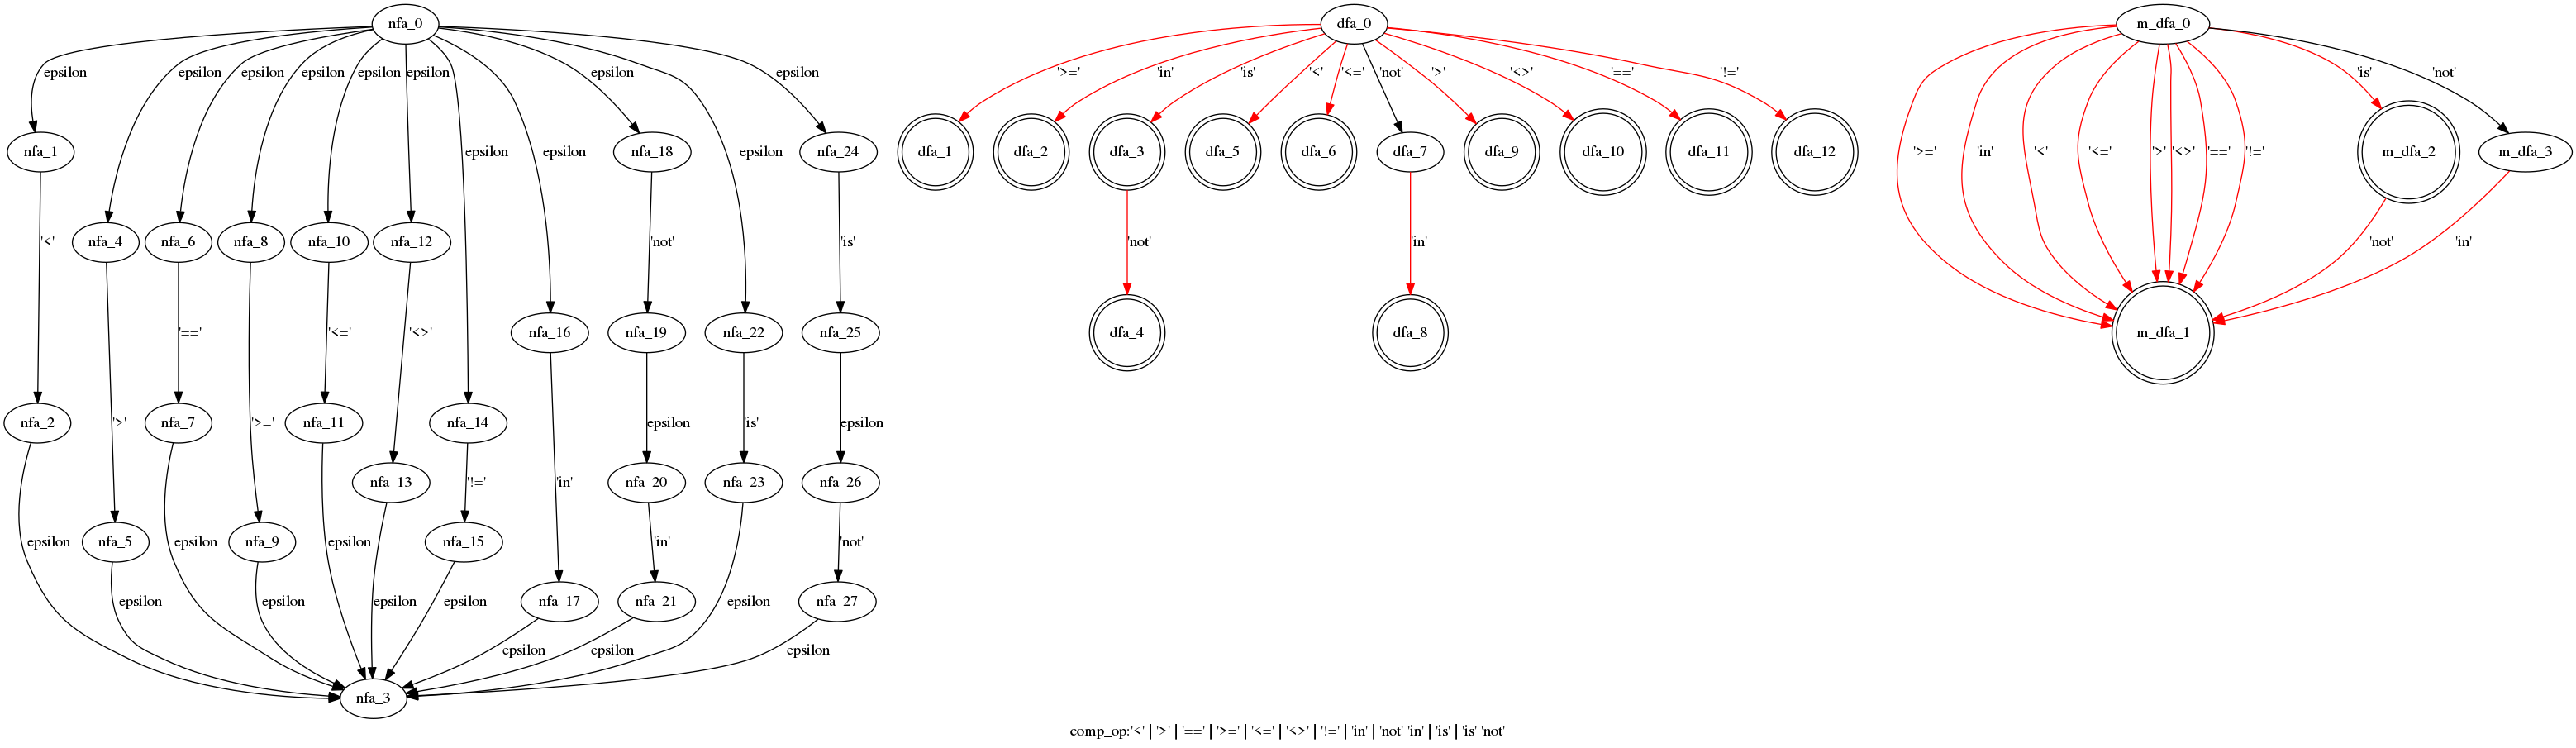 nfa_0 dfa_0 m_dfa_0
epsilon epsilon epsilon epsilon epsilon epsilon epsilon epsilon epsilon '>=' 'in' 'is' '<' '<=' 'not' '>' '<>' '==' '!=' 'is' 'not'
nfa_1 epsilon epsilon nfa_18 epsilon nfa_24 dfa_1 dfa_2 dfa_3 dfa_5 dfa_6 dfa_7 dfa_9 dfa_10 dfa_11 dfa_12 '>=' 'in' '<' '<=' '>' '<>' '==' '!=' m_dfa_2 m_dfa_3
'<' nfa_4 nfa_6 nfa_8 nfa_10 nfa_12 'not' 'is' 'not' 'in' 'not' 'in'
'>' '==' '>=' '<=' '<>' nfa_16 nfa_19 nfa_22 nfa_25 dfa_4 dfa_8 m_dfa_1
nfa_2 nfa_7 nfa_11 nfa_14 epsilon 'is' epsilon
nfa_13 '!=' 'in' nfa_20 nfa_23 nfa_26
epsilon nfa_5 epsilon nfa_9 epsilon nfa_15 'in' 'not'
epsilon epsilon epsilon epsilon nfa_17 nfa_21 epsilon nfa_27
epsilon epsilon epsilon
nfa_3
comp_op:'<' | '>' | '==' | '>=' | '<=' | '<>' | '!=' | 'in' | 'not' 'in' | 'is' | 'is' 'not'